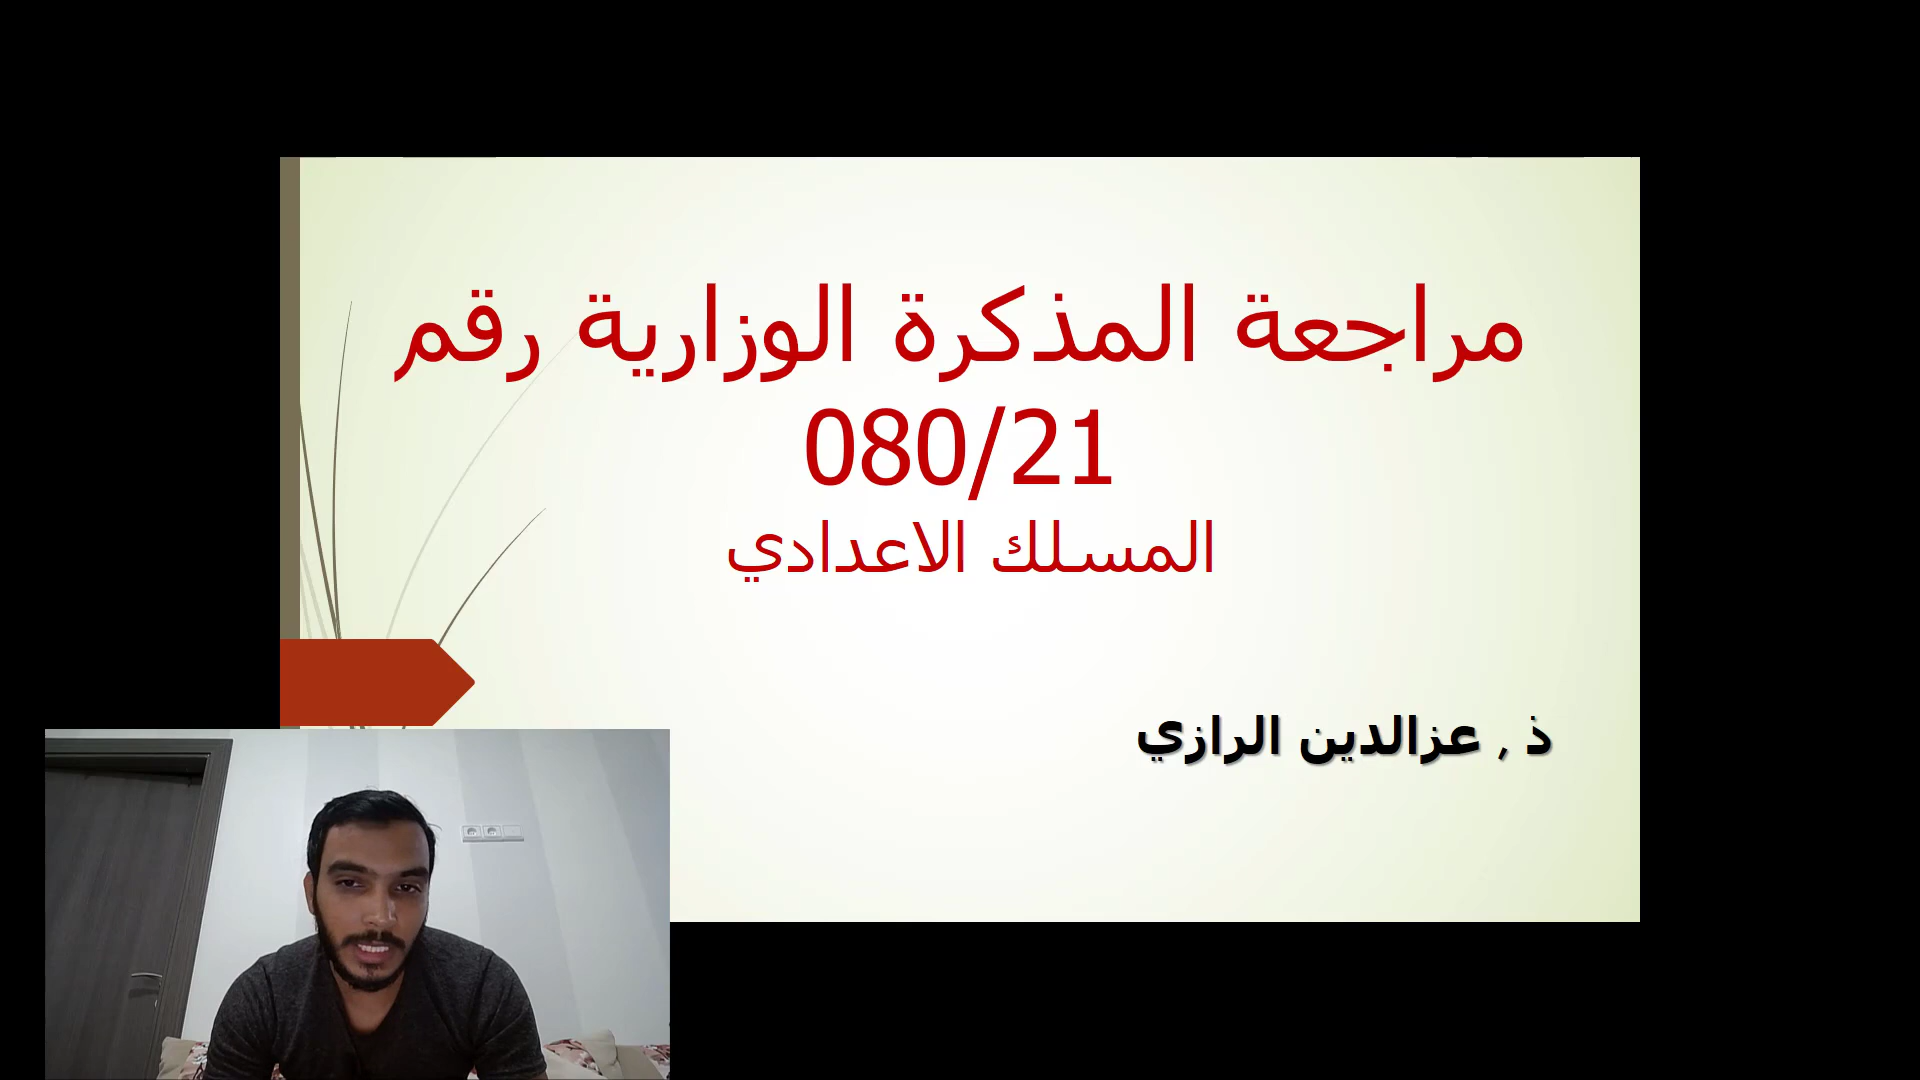 مراجعة المذكرة الوزارية رقم
080/21
المسلك الاعدادي
ذ , عزالدين الرازي